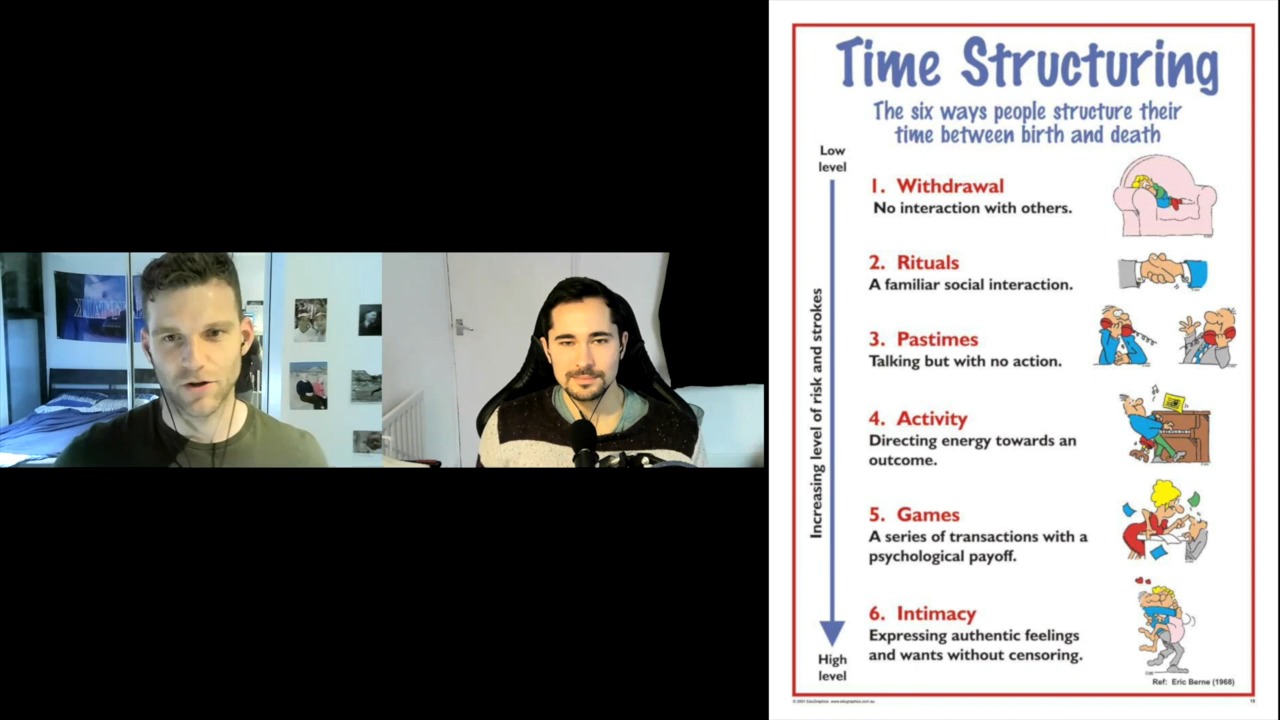 Time Structuring
The six ways people structure their
time between birth and death
Low
level
Increasing level of risk and strokes
1. Withdrawal
No interaction with others.
2. Rituals
A familiar social interaction.
3. Pastimes
Talking but with no action.
4. Activity
Directing energy towards an
outcome.
5. Games
A series of transactions with a
psychological payoff.
6. Intimacy
Expressing authentic feelings
and wants without censoring.
High
level
Ref: Eric Berne (1968)